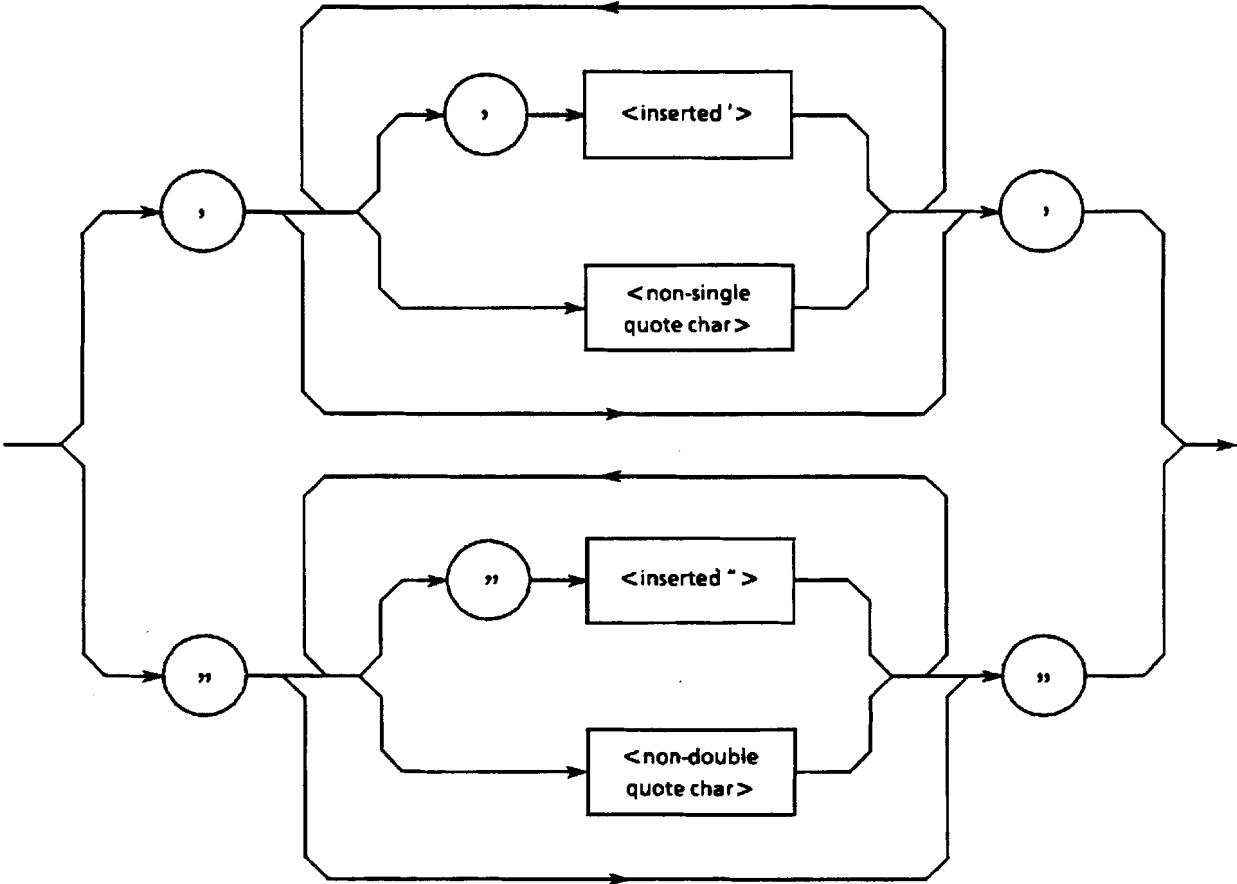 ’
<inserted '>
’
’
<non-single
quote char>
”
<inserted ">
”
”
<non-double
quote char>